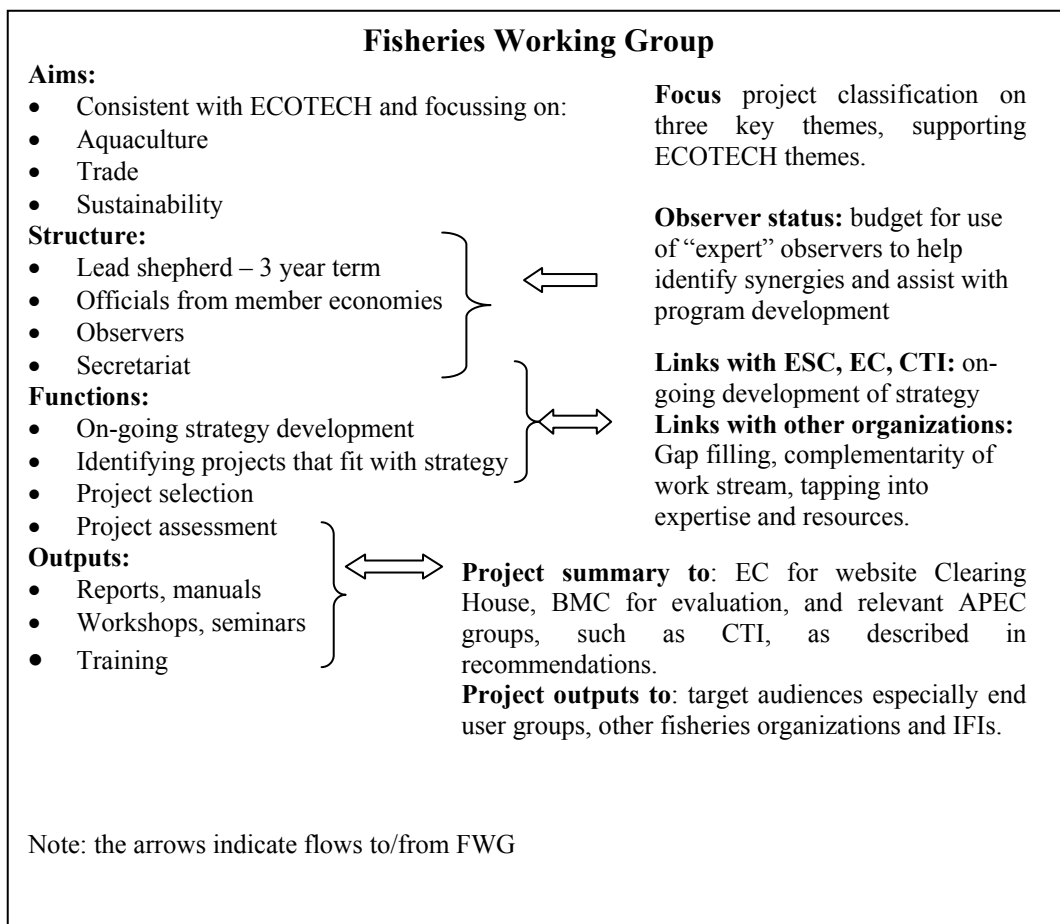 Fisheries Working Group
Aims:
• Consistent with ECOTECH and focussing on:
• Aquaculture
• Trade
• Sustainability
Structure:
• Lead shepherd – 3 year term
• Officials from member economies
• Observers
• Secretariat
Functions:
• On-going strategy development
• Identifying projects that fit with strategy
• Project selection
• Project assessment
Outputs:
• Reports, manuals
• Workshops, seminars
• Training
Focus project classification on
three key themes, supporting
ECOTECH themes.
Observer status: budget for use
of “expert” observers to help
identify synergies and assist with
program development
Links with ESC, EC, CTI: on-
going development of strategy
Links with other organizations:
Gap filling, complementarity of
work stream, tapping into
expertise and resources.
Project summary to: EC for website Clearing
House, BMC for evaluation, and relevant APEC
groups, such as CTI, as described in
recommendations.
Project outputs to: target audiences especially end
user groups, other fisheries organizations and IFIs.
Note: the arrows indicate flows to/from FWG